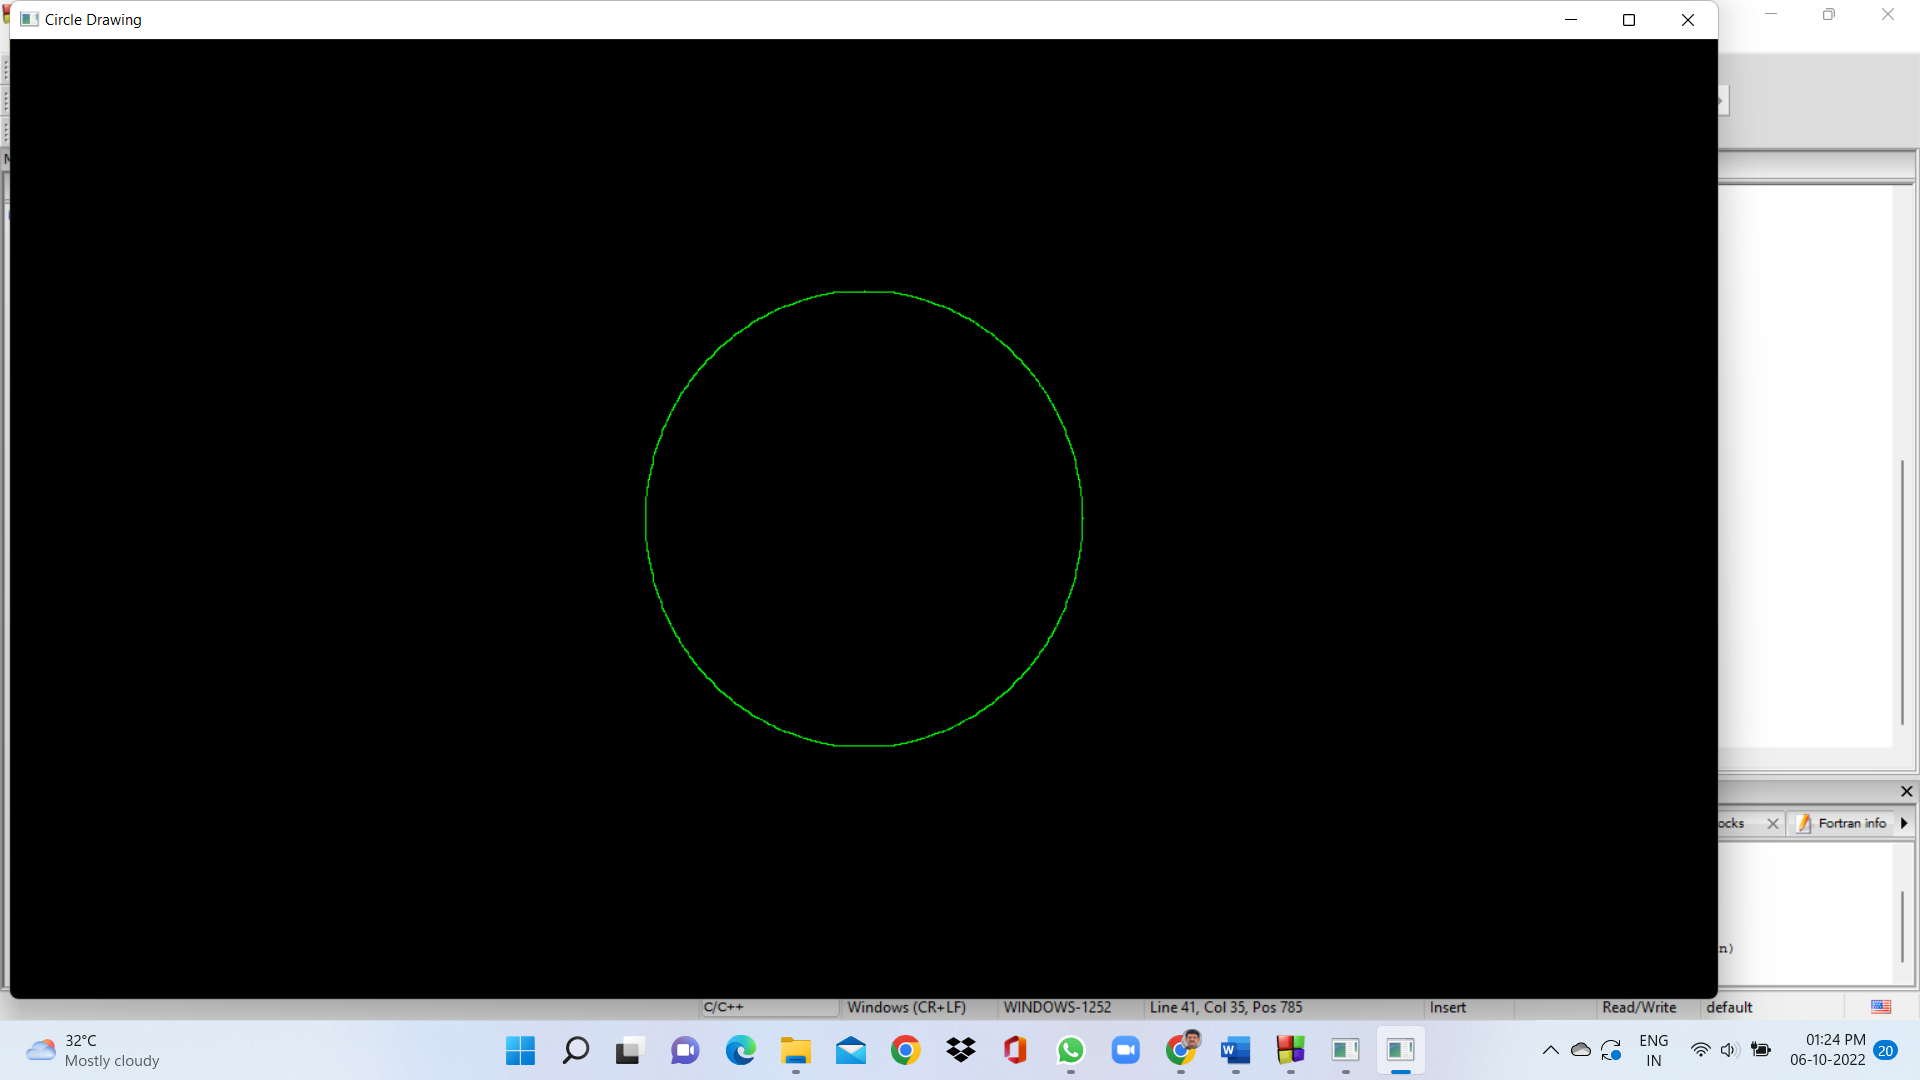 Circle Drawing
ocks
Fortran info
n)
C/C++
Windows (CR+LF)
WINDOWS-1252
Line 41, Col 35, Pos 785
Insert
Read/Write
default
32°C
Mostly cloudy
W
ENG
IN
01:24 PM
06-10-2022
20